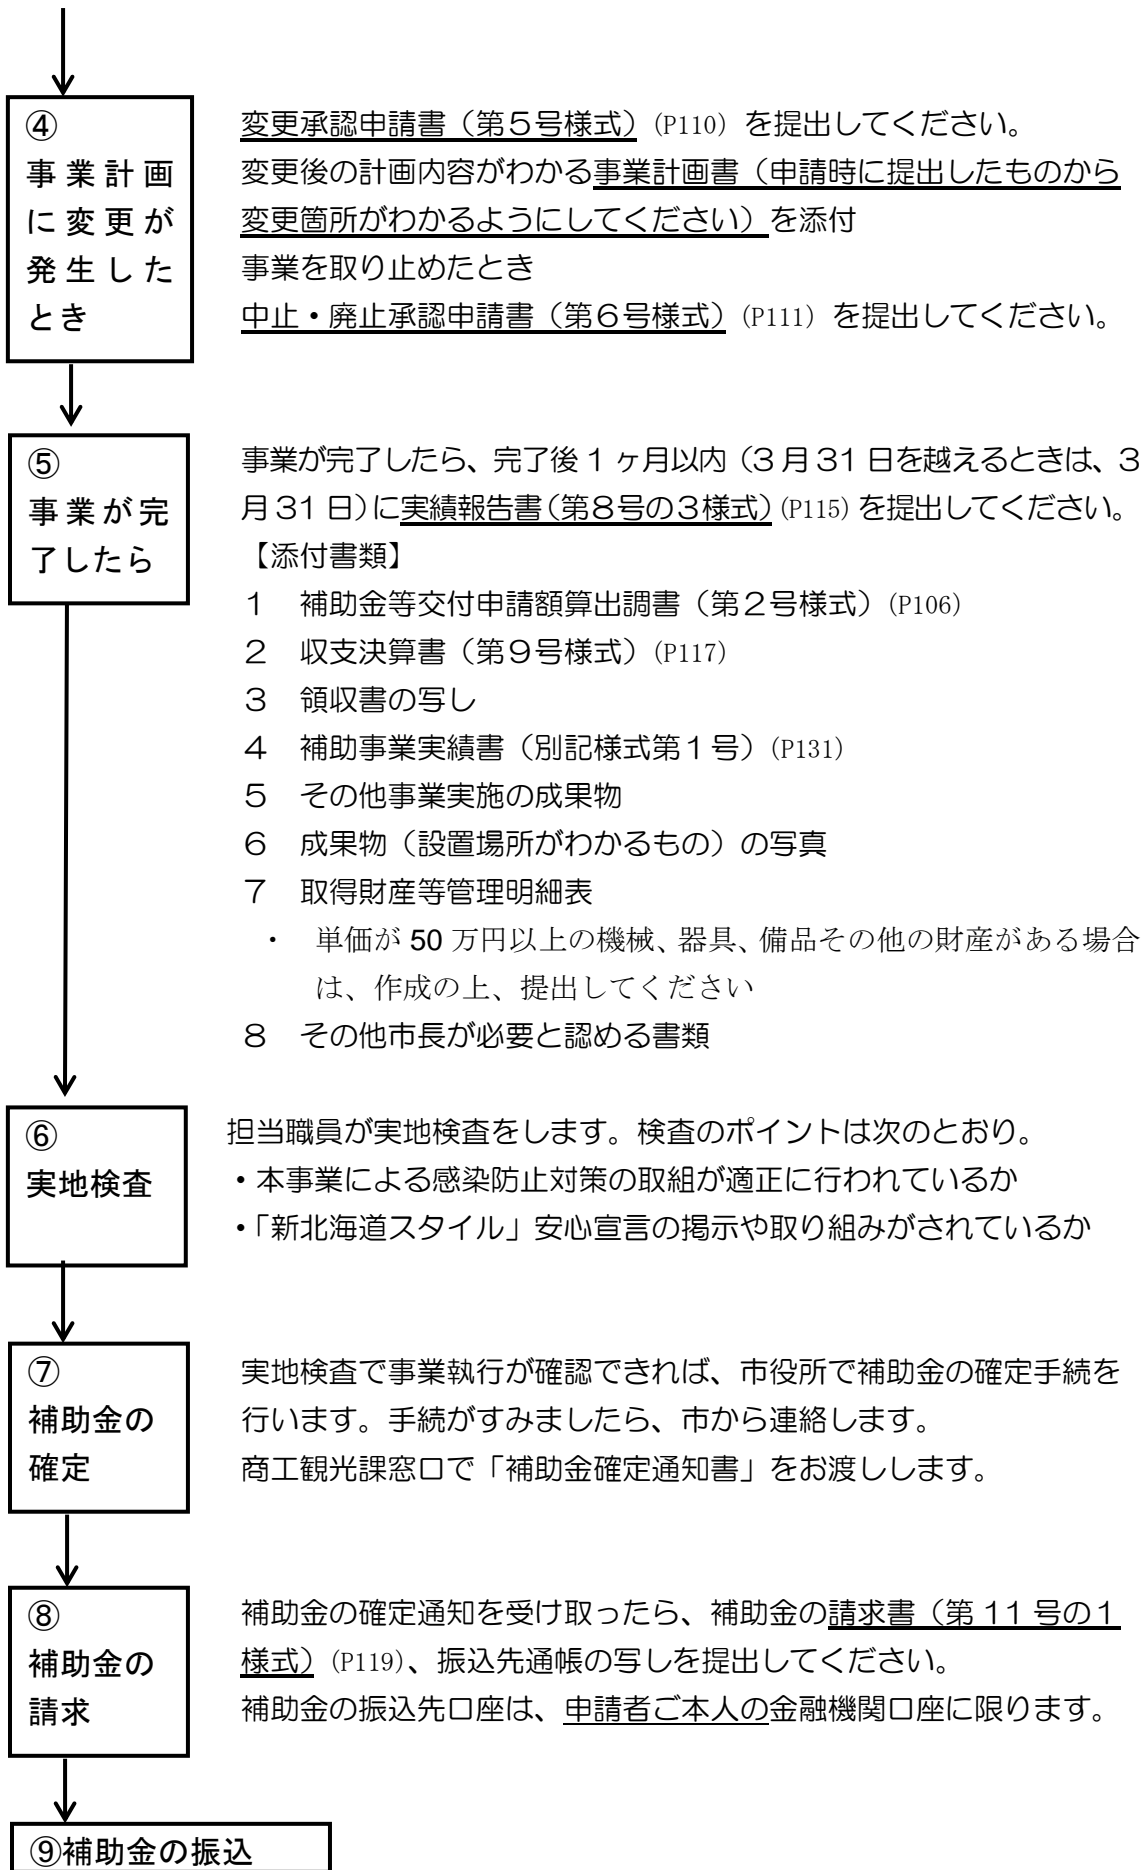 ④
事業計画
に変更が
発生した
とき
変更承認申請書（第５号様式）(P110) を提出してください。
変更後の計画内容がわかる事業計画書（申請時に提出したものから
変更箇所がわかるようにしてください）を添付
事業を取り止めたとき
中止・廃止承認申請書（第６号様式）(P111) を提出してください。
⑤
事業が完
了したら
事業が完了したら、完了後 1 ヶ月以内（3 月 31 日を越えるときは、3
月 31 日）に実績報告書（第８号の３様式）(P115) を提出してください。
【添付書類】
１　補助金等交付申請額算出調書（第２号様式）(P106)
２　収支決算書（第９号様式）(P117)
３　領収書の写し
４　補助事業実績書（別記様式第１号）(P131)
５　その他事業実施の成果物
６　成果物（設置場所がわかるもの）の写真
７　取得財産等管理明細表
・　単価が 50 万円以上の機械、器具、備品その他の財産がある場合
は、作成の上、提出してください
８　その他市長が必要と認める書類
⑥
実地検査
担当職員が実地検査をします。検査のポイントは次のとおり。
・本事業による感染防止対策の取組が適正に行われているか
・「新北海道スタイル」安心宣言の掲示や取り組みがされているか
⑦
補助金の
確定
実地検査で事業執行が確認できれば、市役所で補助金の確定手続を
行います。手続がすみましたら、市から連絡します。
商工観光課窓口で「補助金確定通知書」をお渡しします。
⑧
補助金の
請求
補助金の確定通知を受け取ったら、補助金の請求書（第 11 号の１
様式）(P119)、振込先通帳の写しを提出してください。
補助金の振込先口座は、申請者ご本人の金融機関口座に限ります。
⑨補助金の振込